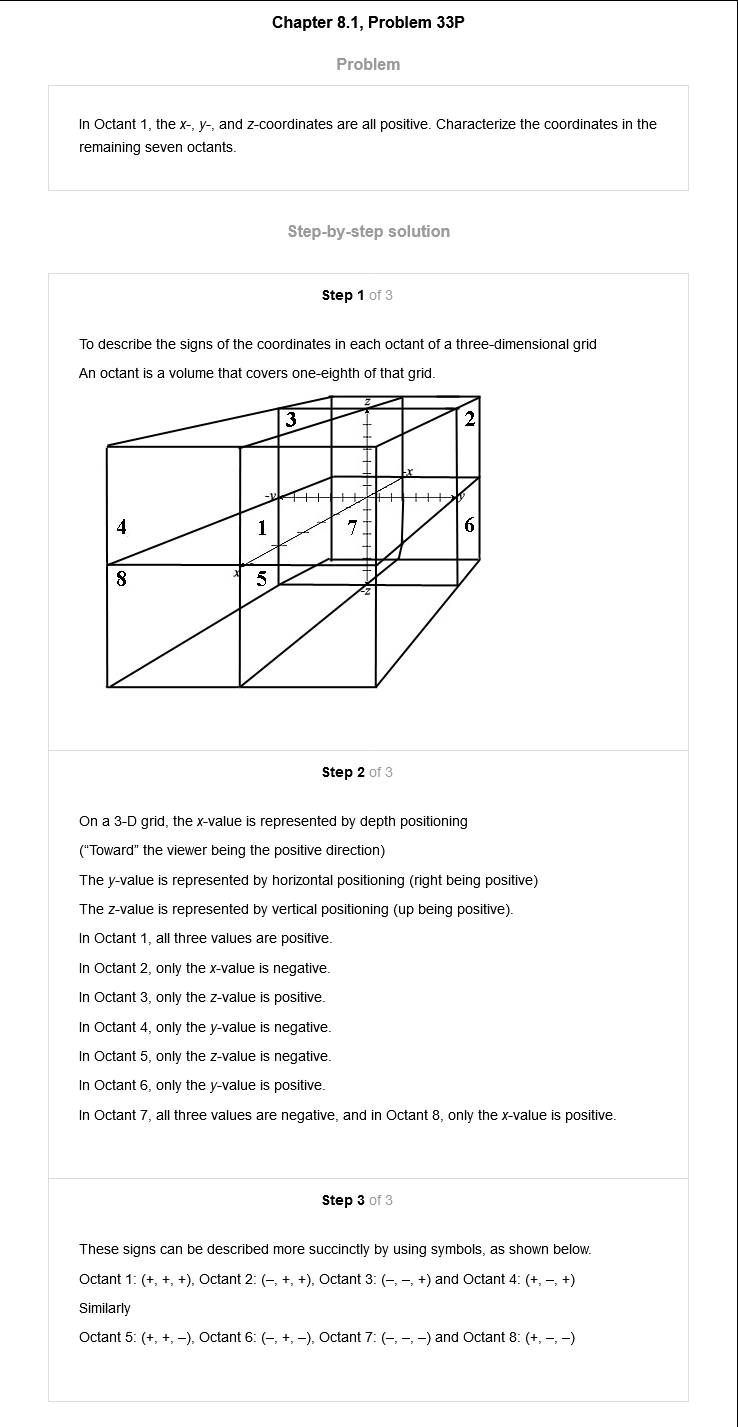 Chapter 8.1, Problem 33P
Problem
In Octant 1, the x-, y-, and z-coordinates are all positive. Characterize the coordinates in the
remaining seven octants.
Step-by-step solution
Step 1 of 3
To describe the signs of the coordinates in each octant of a three-dimensional grid
An octant is a volume that covers one-eighth of that grid.
z
3
2
-x
-y
y
4
1
7
6
x
8
5
-z
Step 2 of 3
On a 3-D grid, the x-value is represented by depth positioning
(“Toward” the viewer being the positive direction)
The y-value is represented by horizontal positioning (right being positive)
The z-value is represented by vertical positioning (up being positive).
In Octant 1, all three values are positive.
In Octant 2, only the x-value is negative.
In Octant 3, only the z-value is positive.
In Octant 4, only the y-value is negative.
In Octant 5, only the z-value is negative.
In Octant 6, only the y-value is positive.
In Octant 7, all three values are negative, and in Octant 8, only the x-value is positive.
Step 3 of 3
These signs can be described more succinctly by using symbols, as shown below.
Octant 1: (+, +, +), Octant 2: (–, +, +), Octant 3: (–, –, +) and Octant 4: (+, –, +)
Similarly
Octant 5: (+, +, –), Octant 6: (–, +, –), Octant 7: (–, –, –) and Octant 8: (+, –, –)